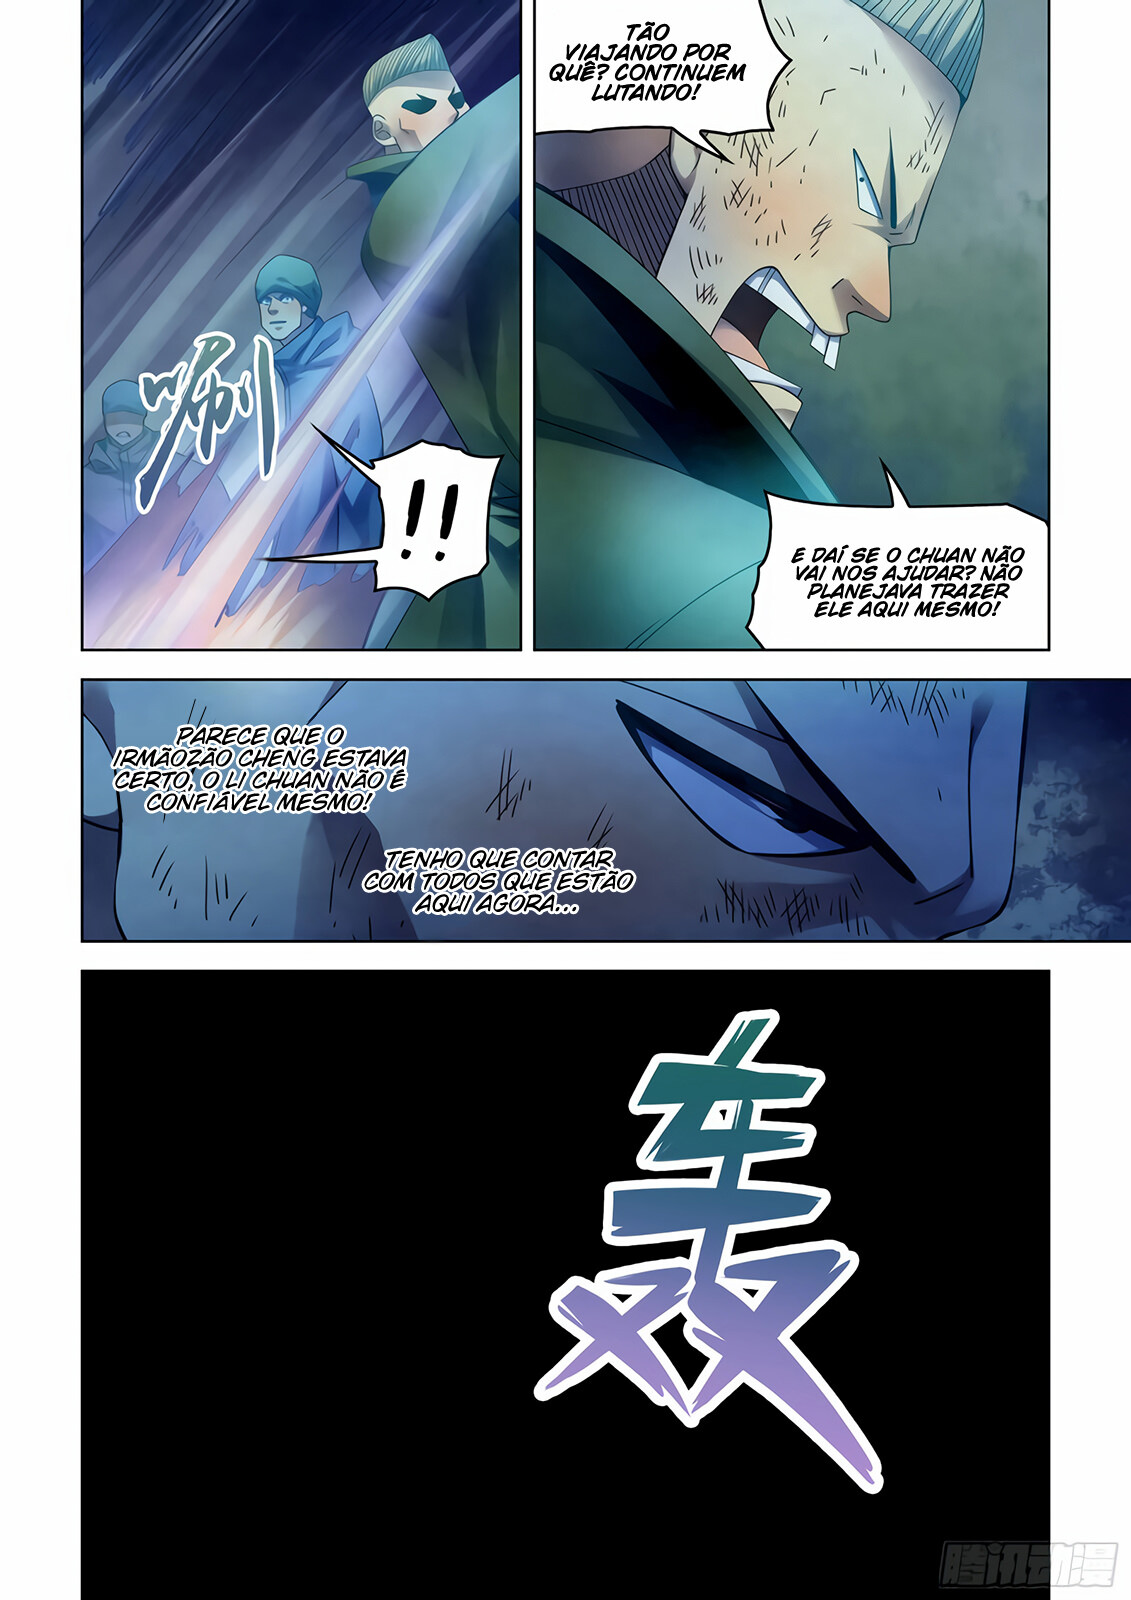 唰
!!
TÃO
VIAJANDO POR
QUÊ? CONTINUEM
LUTANDO!
E DAÍ SE O CHUAN NÃO
VAI NOS AJUDAR? NÃO
PLANEJAVA TRAZER
ELE AQUI MESMO!
PARECE QUE O
IRMÃOZÃO CHENG ESTAVA
CERTO, O LI CHUAN NÃO É
CONFIÁVEL MESMO!
TENHO QUE CONTAR
COM TODOS QUE ESTÃO
AQUI AGORA...
轰
腾讯动漫